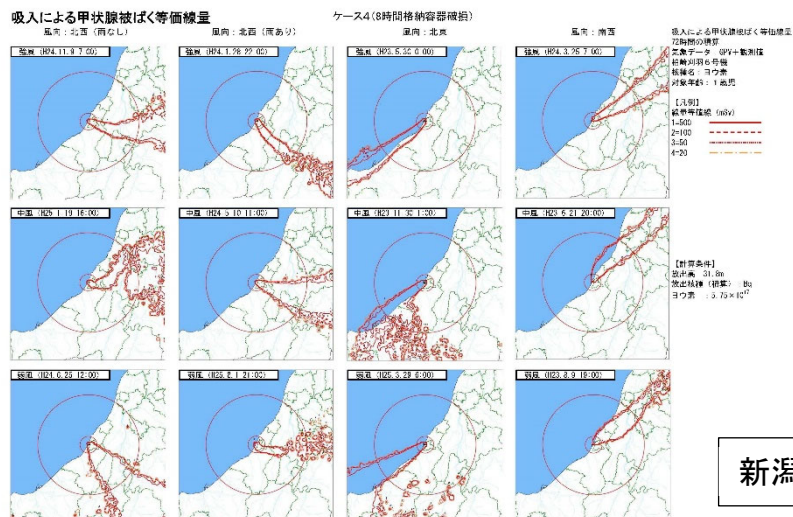 吸入による甲状腺被ばく等価線量
ケース4(8時間格納容器破損)
風向:北西(雨なし)
風向:北西(雨あり)
風向:北東
風向:南西
強風 (H24.11.9 7:00)
強風 (H24.1.28 22:00)
強風 (H23.5.30 0:00)
強風 (H24.3.25 7:00)
吸入による甲状腺被ばく等価線量
72時間の積算
気象データ GPV+観測値
柏崎刈羽6号機
核種名:ヨウ素
対象年齢:1歳児
【凡例】
線量等値線 (mSv)
1=500
2=100
3=50
4=20
中風 (H25.1.19 16:00)
中風 (H24.5.10 11:00)
中風 (H23.11.30 1:00)
中風 (H23.6.21 20:00)
【計算条件】
放出高 31.8m
放出核種(積算):Bq
ヨウ素
弱風 (H24.6.25 12:00)
弱風 (H25.2.1 21:00)
弱風 (H25.3.29 6:00)
弱風 (H23.8.9 19:00)
新潟